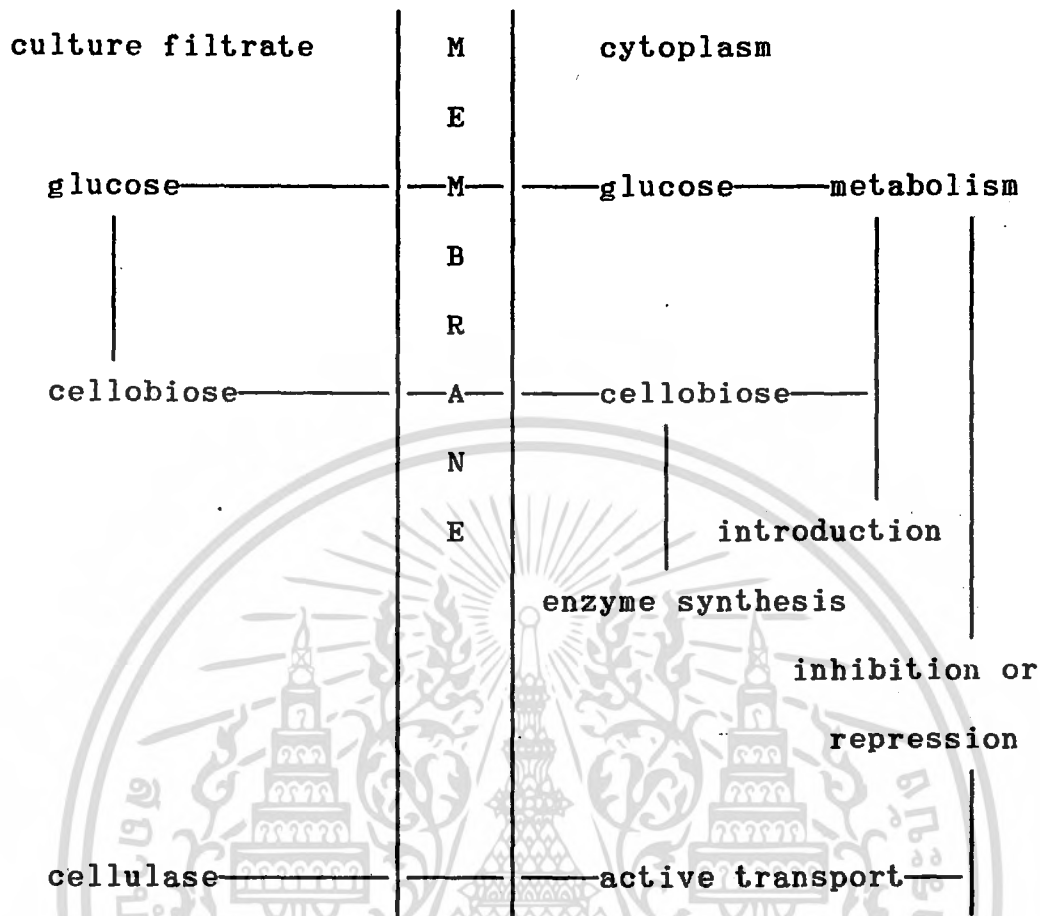 culture filtrate M cytoplasm
E
glucose M glucose metabolism
B
R
cellobiose A cellobiose
N
E introduction
enzyme synthesis
inhibition or
repression
cellulase active transport